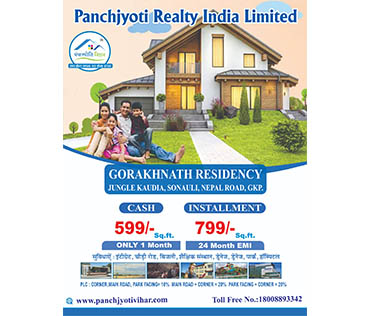 Panchjyoti Realty India Limited
GORAKHNATH RESIDENCY
JUNGLE KAUDIA, SONAULI, NEPAL ROAD, GKP.
CASH
INSTALLMENT
599/- Sq.ft.
799/- Sq.ft.
ONLY 1 Month
24 Month EMI
सुविधाएँ : इंटीग्रेट, चौड़ी रोड, बिजली, शैक्षिक संस्थान, ड्रेनेज, ड्रेनेज, पार्क, हॉस्पिटल
PLC : CORNER, MAIN ROAD, PARK FACING= 10% MAIN ROAD + CORNER = 20% PARK FACING + CORNER = 20%
www.panchjyotivihar.com
Toll Free No.:18008893342